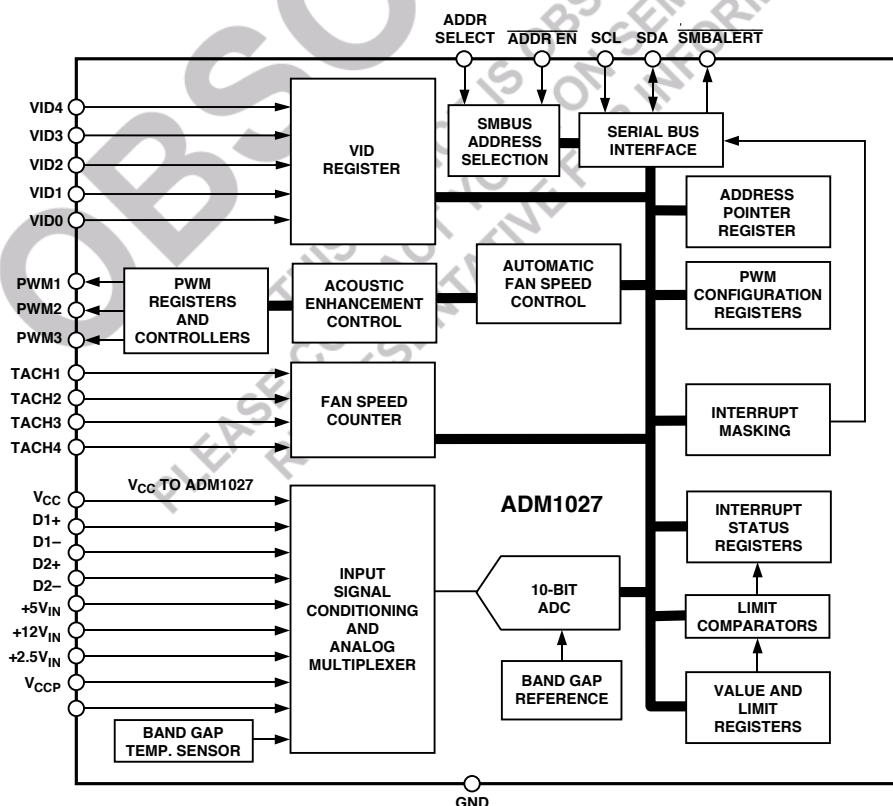 ADDR
SELECT
ADDR EN
SCL
SDA
SMBALERT
VID4
VID3
VID2
VID1
VID0
VID
REGISTER
SMBUS
ADDRESS
SELECTION
SERIAL BUS
INTERFACE
ADDRESS
POINTER
REGISTER
PWM1
PWM2
PWM3
PWM
REGISTERS
AND
CONTROLLERS
ACOUSTIC
ENHANCEMENT
CONTROL
AUTOMATIC
FAN SPEED
CONTROL
PWM
CONFIGURATION
REGISTERS
TACH1
TACH2
TACH3
TACH4
FAN SPEED
COUNTER
INTERRUPT
MASKING
VCC
D1+
D1–
D2+
D2–
+5VIN
+12VIN
+2.5VIN
VCCP
VCC TO ADM1027
INPUT
SIGNAL
CONDITIONING
AND
ANALOG
MULTIPLEXER
ADM1027
10-BIT
ADC
BAND GAP
REFERENCE
BAND GAP
TEMP. SENSOR
INTERRUPT
STATUS
REGISTERS
LIMIT
COMPARATORS
VALUE AND
LIMIT
REGISTERS
GND